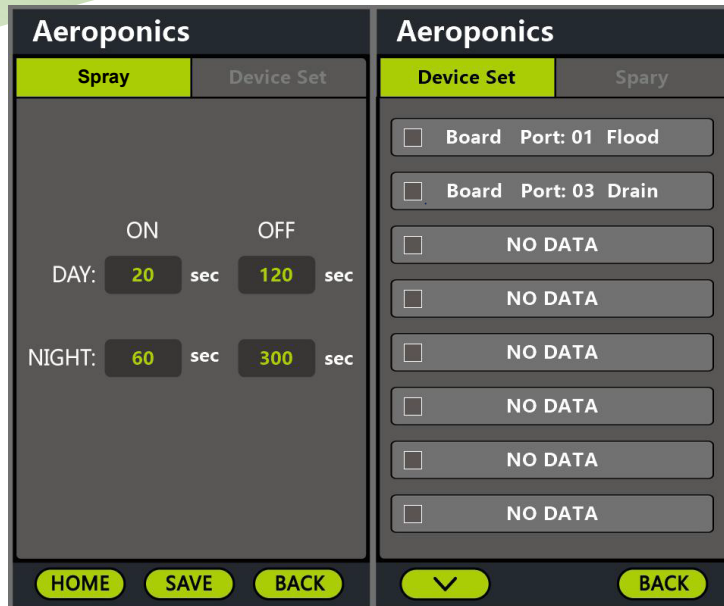 Aeroponics
Spray Device Set
ON OFF
DAY: 20 sec 120 sec
NIGHT: 60 sec 300 sec
HOME SAVE BACK
Aeroponics
Device Set Spary
Board Port: 01 Flood
Board Port: 03 Drain
NO DATA
NO DATA
NO DATA
NO DATA
NO DATA
NO DATA
BACK